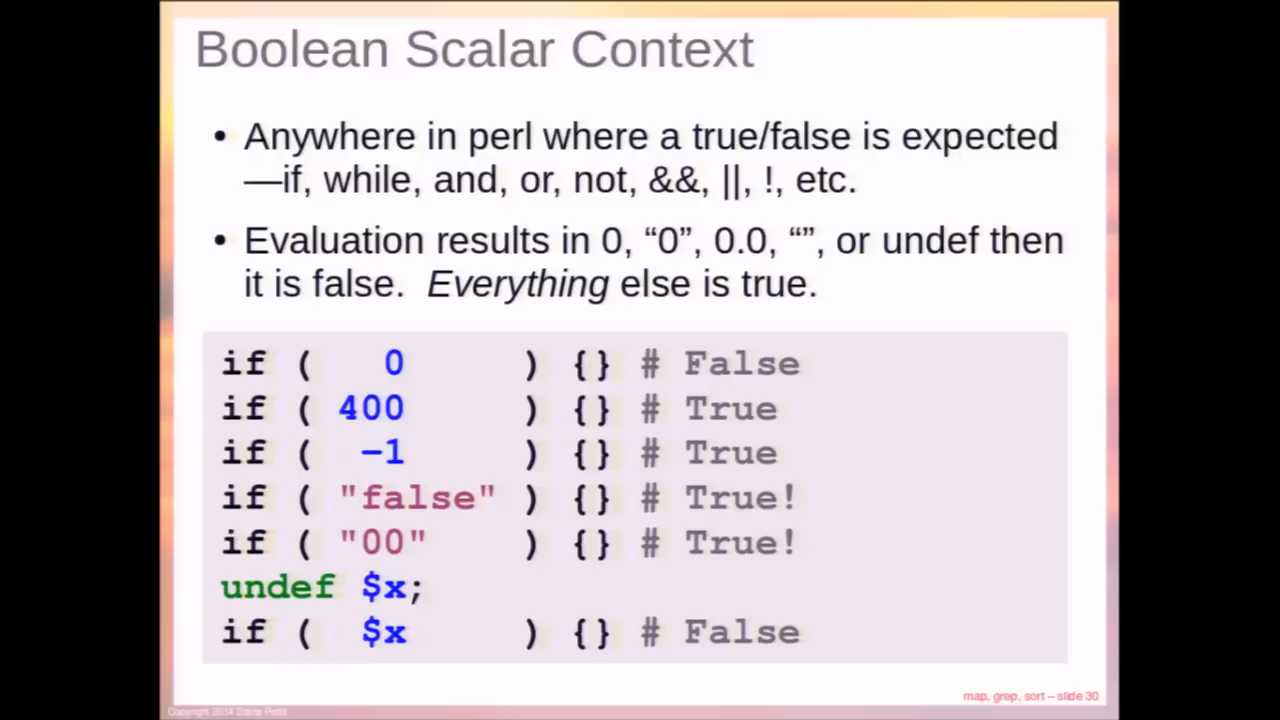 Boolean Scalar Context
• Anywhere in perl where a true/false is expected
—if, while, and, or, not, &&, ||, !, etc.
• Evaluation results in 0, “0”, 0.0, “”, or undef then
it is false.  Everything else is true.
if (   0     ) {} # False
if ( 400     ) {} # True
if (  −1     ) {} # True
if ( "false" ) {} # True!
if ( "00"    ) {} # True!
undef $x;
if (  $x     ) {} # False
map, grep, sort – slide 30
Copyright 2014 Daina Pettit